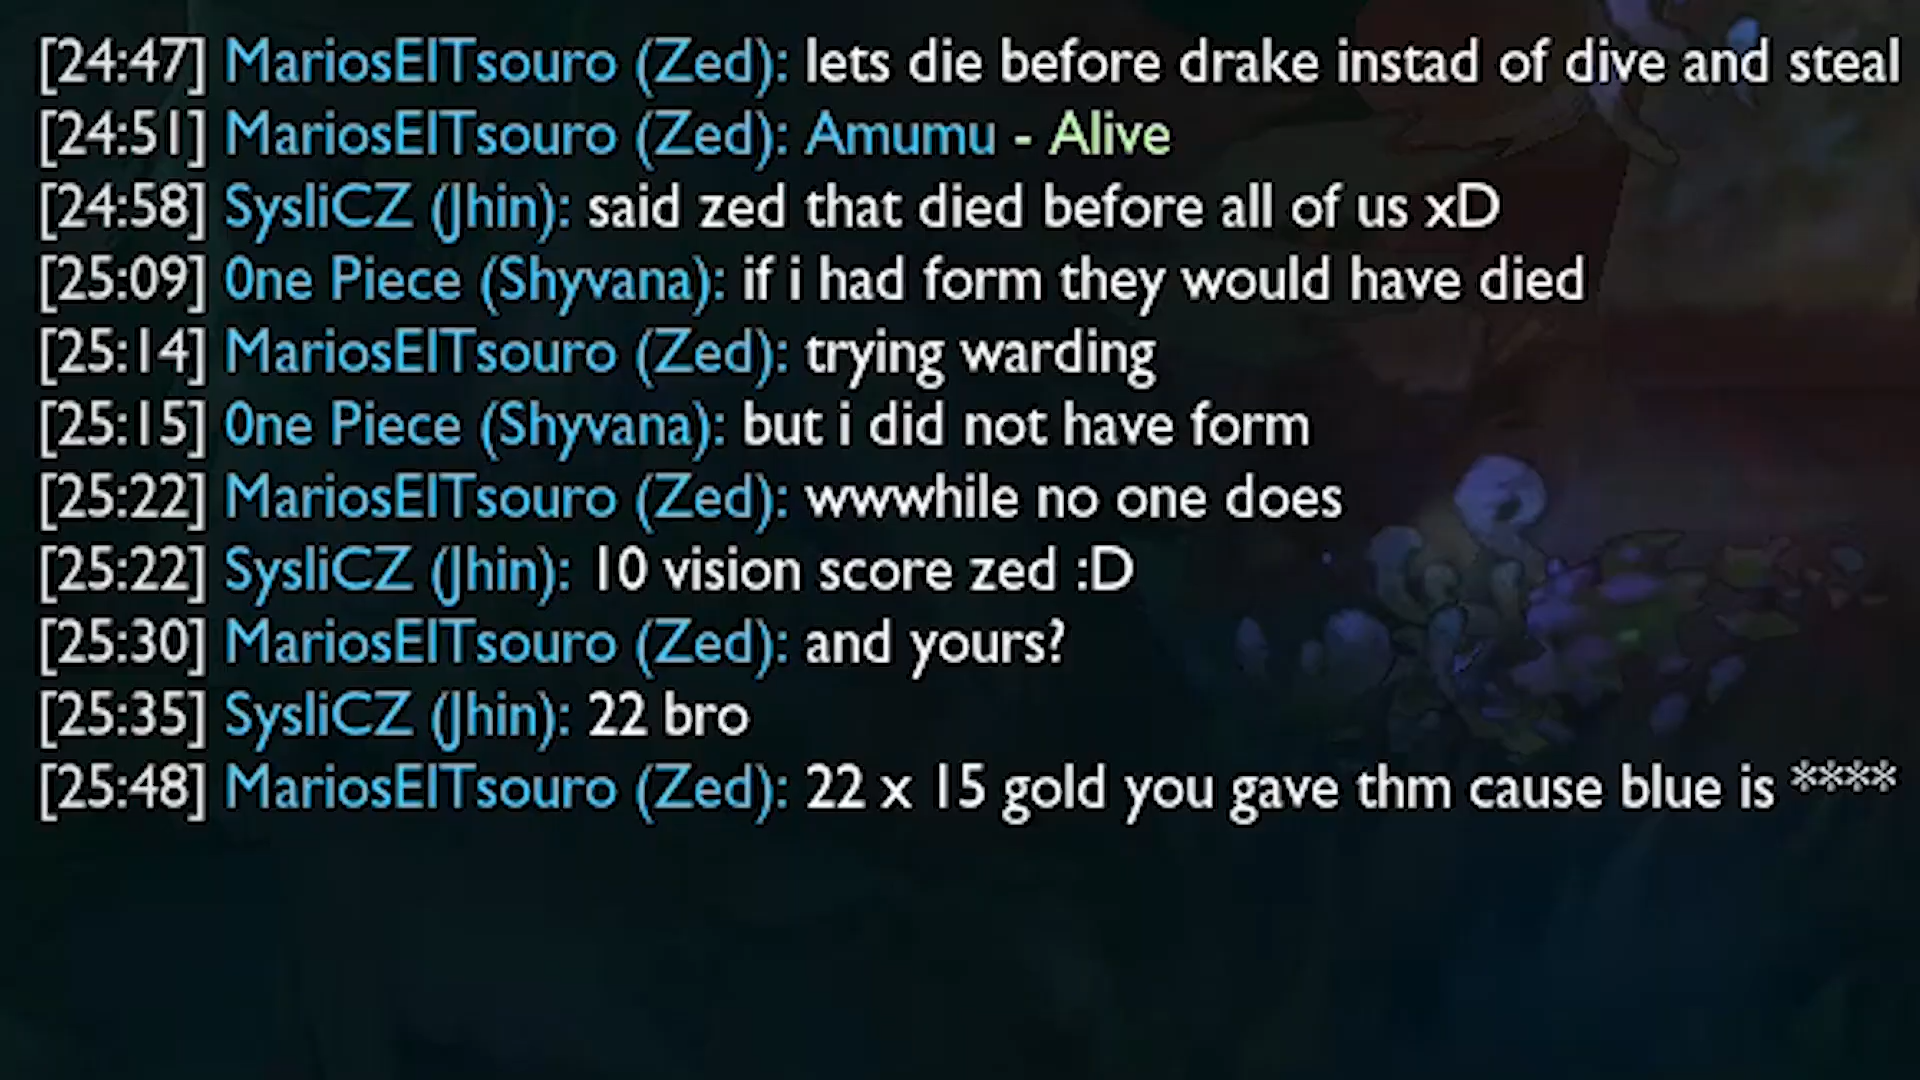 [24:47] MariosElTsouro (Zed): lets die before drake instad of dive and steal
[24:51] MariosElTsouro (Zed): Amumu - Alive
[24:58] SysliCZ (Jhin): said zed that died before all of us xD
[25:09] 0ne Piece (Shyvana): if i had form they would have died
[25:14] MariosElTsouro (Zed): trying warding
[25:15] 0ne Piece (Shyvana): but i did not have form
[25:22] MariosElTsouro (Zed): wwwhile no one does
[25:22] SysliCZ (Jhin): 10 vision score zed :D
[25:30] MariosElTsouro (Zed): and yours?
[25:35] SysliCZ (Jhin): 22 bro
[25:48] MariosElTsouro (Zed): 22 x 15 gold you gave thm cause blue is ****